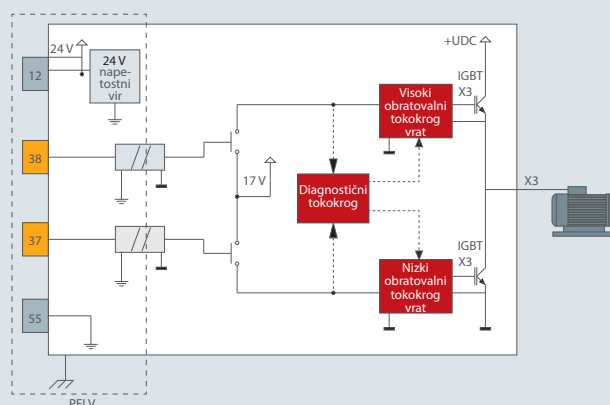 24 V
12
24 V
nape-
tostni
vir
+UDC
IGBT
X3
Visoki
obratovalni
tokokrog
vrat
38
17 V
Diagnostični
tokokrog
X3
37
IGBT
X3
Nizki
obratovalni
tokokrog
vrat
55
PELV